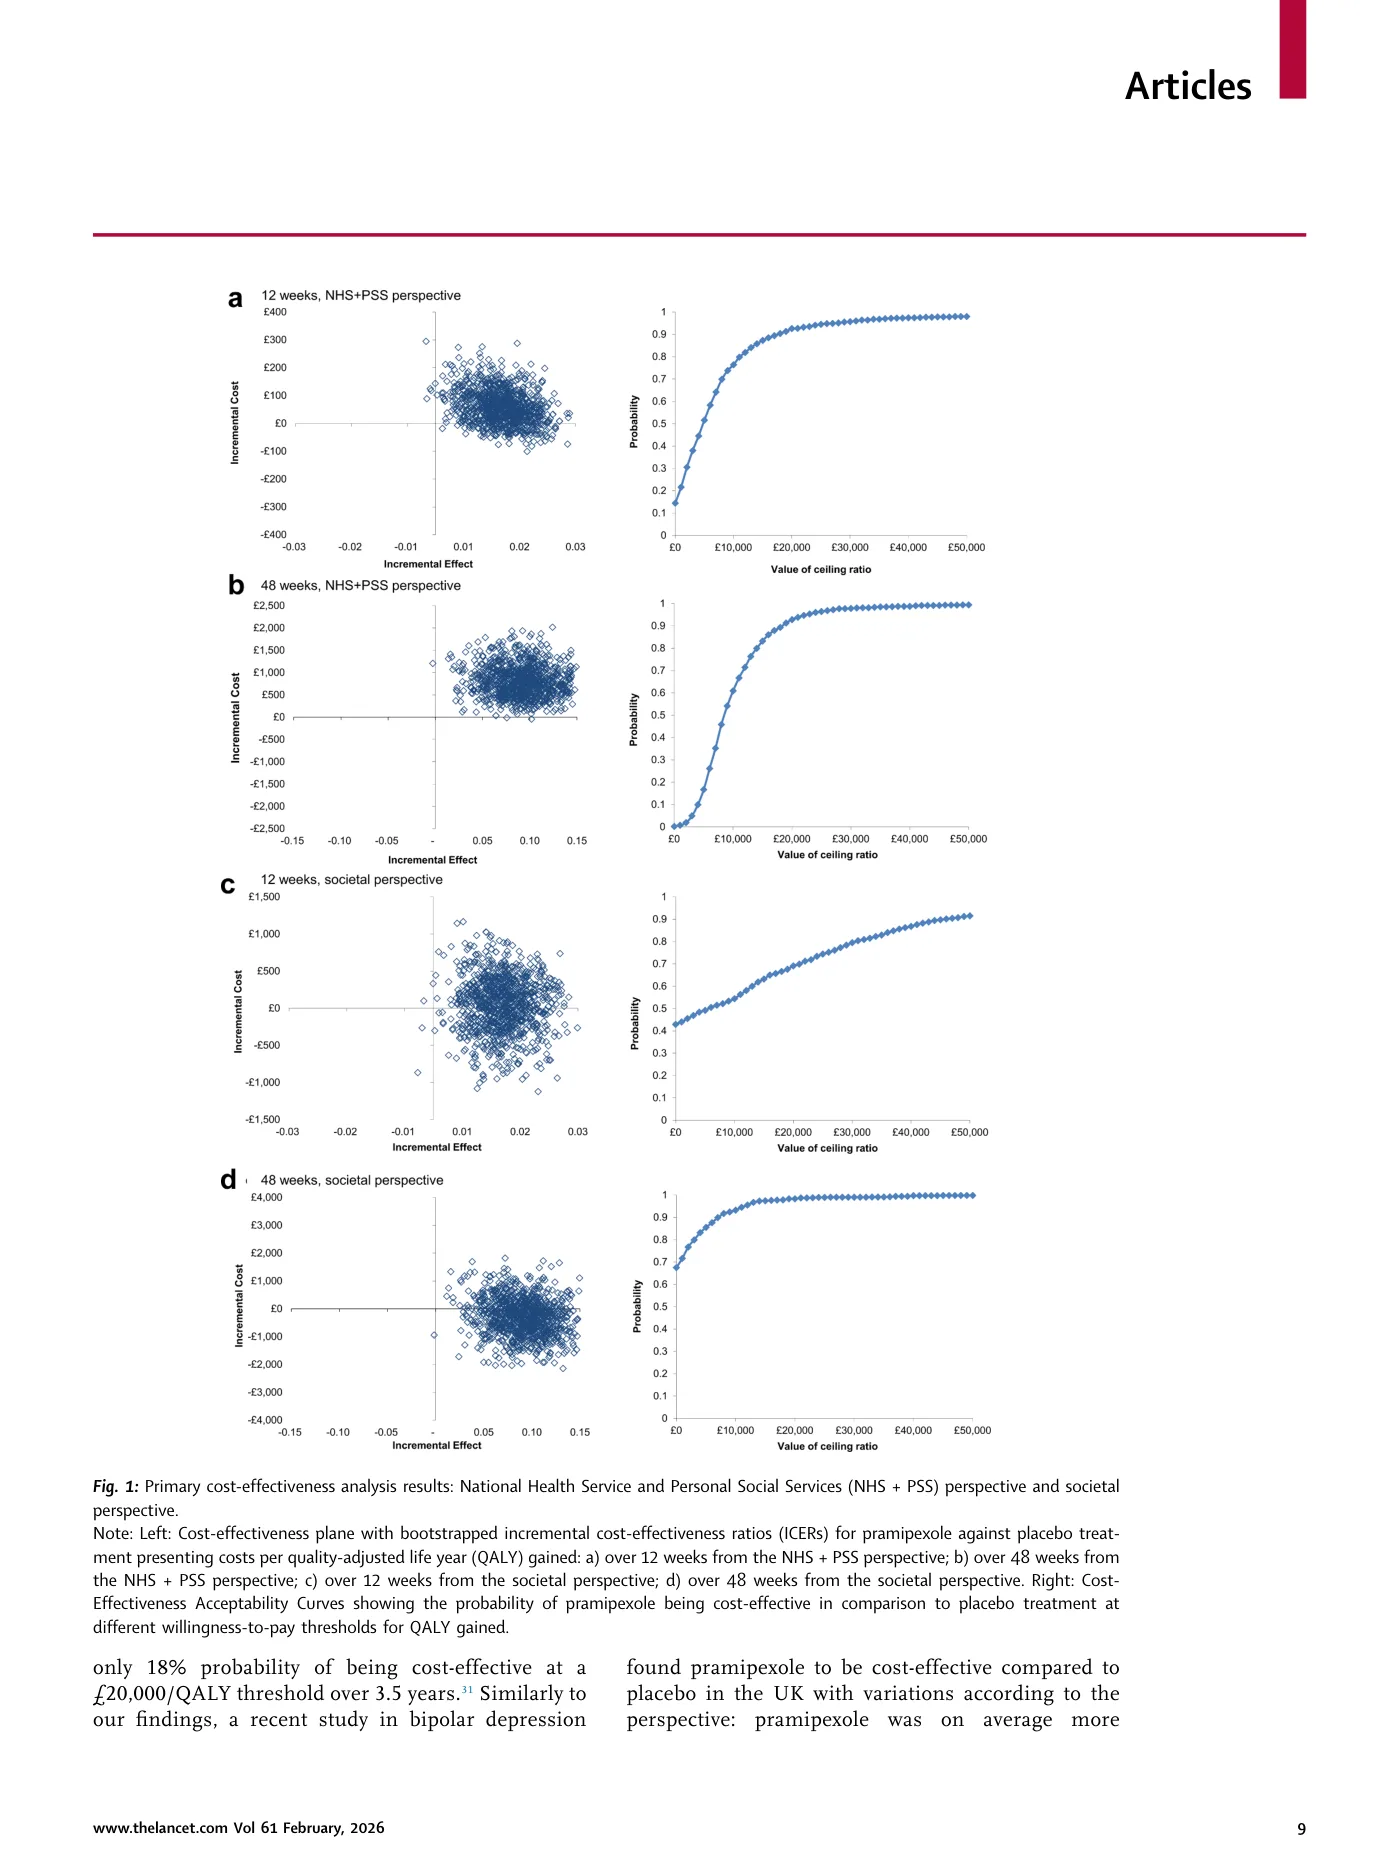 Articles
a 12 weeks, NHS+PSS perspective
£400
£300
£200
£100
£0
-£100
-£200
-£300
-£400
Incremental Cost
-0.03 -0.02 -0.01 0.01 0.02 0.03
Incremental Effect
1
0.9
0.8
0.7
0.6
0.5
0.4
0.3
0.2
0.1
0
Probability
£0 £10,000 £20,000 £30,000 £40,000 £50,000
Value of ceiling ratio
b 48 weeks, NHS+PSS perspective
£2,500
£2,000
£1,500
£1,000
£500
£0
-£500
-£1,000
-£1,500
-£2,000
-£2,500
Incremental Cost
-0.15 -0.10 -0.05 - 0.05 0.10 0.15
Incremental Effect
1
0.9
0.8
0.7
0.6
0.5
0.4
0.3
0.2
0.1
0
Probability
£0 £10,000 £20,000 £30,000 £40,000 £50,000
Value of ceiling ratio
c 12 weeks, societal perspective
£1,500
£1,000
£500
£0
-£500
-£1,000
-£1,500
Incremental Cost
-0.03 -0.02 -0.01 0.01 0.02 0.03
Incremental Effect
1
0.9
0.8
0.7
0.6
0.5
0.4
0.3
0.2
0.1
0
Probability
£0 £10,000 £20,000 £30,000 £40,000 £50,000
Value of ceiling ratio
d 48 weeks, societal perspective
£4,000
£3,000
£2,000
£1,000
£0
-£1,000
-£2,000
-£3,000
-£4,000
Incremental Cost
-0.15 -0.10 -0.05 - 0.05 0.10 0.15
Incremental Effect
1
0.9
0.8
0.7
0.6
0.5
0.4
0.3
0.2
0.1
0
Probability
£0 £10,000 £20,000 £30,000 £40,000 £50,000
Value of ceiling ratio
Fig. 1: Primary cost-effectiveness analysis results: National Health Service and Personal Social Services (NHS + PSS) perspective and societal
perspective.
Note: Left: Cost-effectiveness plane with bootstrapped incremental cost-effectiveness ratios (ICERs) for pramipexole against placebo treat-
ment presenting costs per quality-adjusted life year (QALY) gained: a) over 12 weeks from the NHS + PSS perspective; b) over 48 weeks from
the NHS + PSS perspective; c) over 12 weeks from the societal perspective; d) over 48 weeks from the societal perspective. Right: Cost-
Effectiveness Acceptability Curves showing the probability of pramipexole being cost-effective in comparison to placebo treatment at
different willingness-to-pay thresholds for QALY gained.
only 18% probability of being cost-effective at a
£20,000/QALY threshold over 3.5 years.31 Similarly to
our findings, a recent study in bipolar depression
found pramipexole to be cost-effective compared to
placebo in the UK with variations according to the
perspective: pramipexole was on average more
www.thelancet.com Vol 61 February, 2026
9